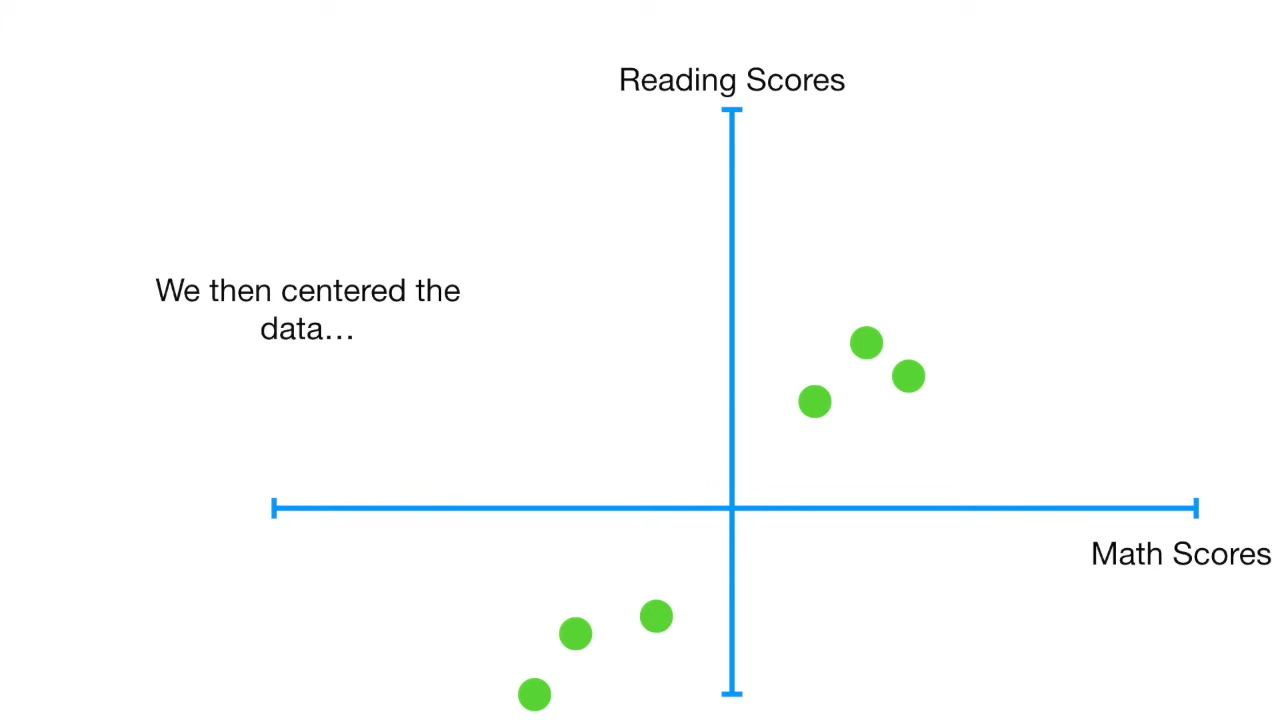 Reading Scores
We then centered the
data…
Math Scores